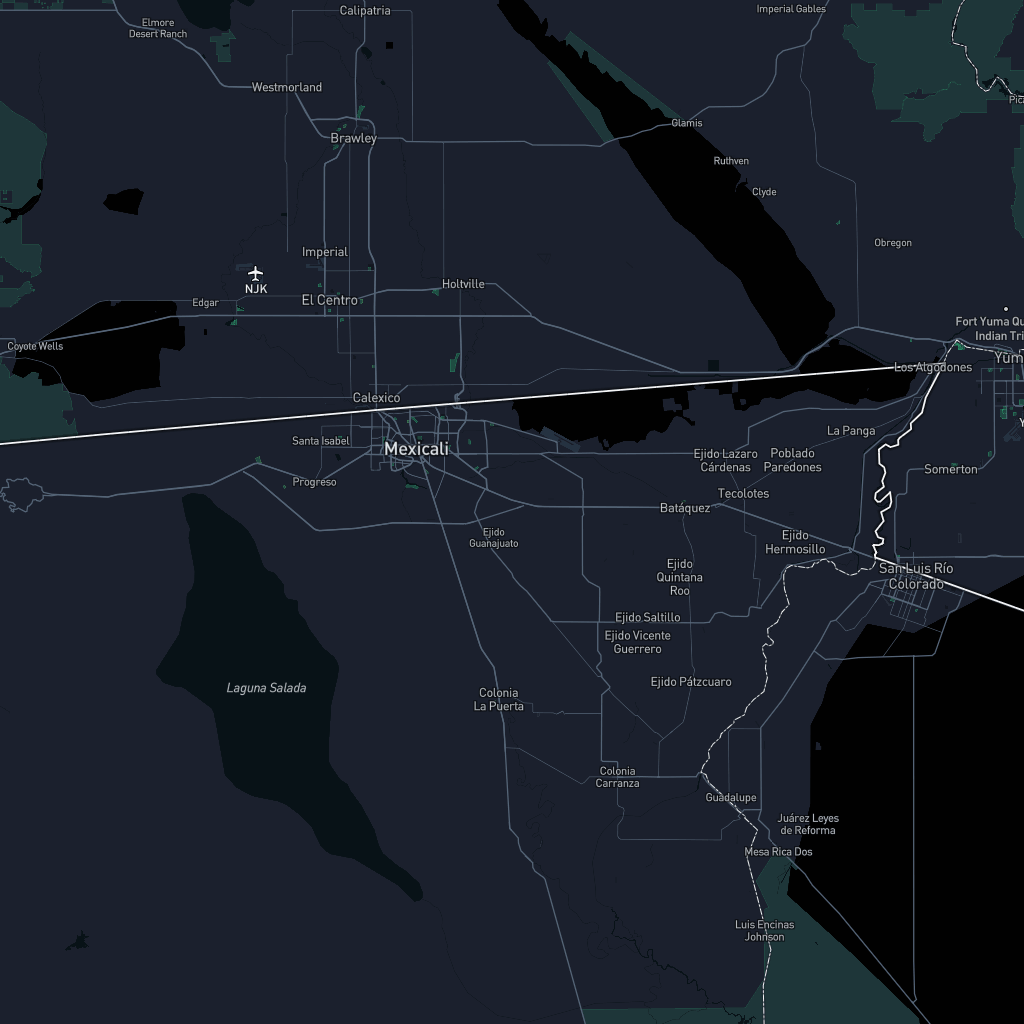 Imperial Gables
Calipatria
Elmore
Desert Ranch
Westmorland
Glamis
Brawley
Ruthven
Clyde
Obregon
Imperial
NJK
Holtville
El Centro
Edgar
Fort Yuma Qu
Indian Tri
Coyote Wells
Yum
Los Algodones
Calexico
La Panga
Santa Isabel
Mexicali
Ejido Lazaro
Cárdenas
Poblado
Paredones
Somerton
Progreso
Tecolotes
Batáquez
Ejido
Guanajuato
Ejido
Hermosillo
Ejido
Quintana
Roo
San Luis Río
Colorado
Ejido Saltillo
Ejido Vicente
Guerrero
Laguna Salada
Ejido Pátzcuaro
Colonia
La Puerta
Colonia
Carranza
Guadalupe
Juárez Leyes
de Reforma
Mesa Rica Dos
Luis Encinas
Johnson